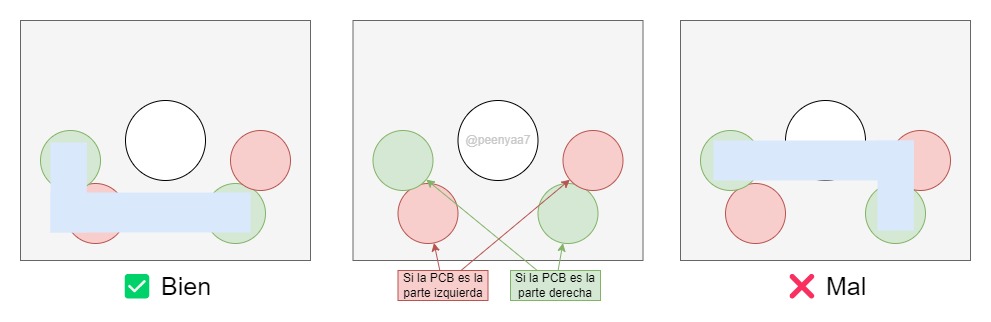 @peenyaa7
Si la PCB es la
parte izquierda
Si la PCB es la
parte derecha
Bien
Mal